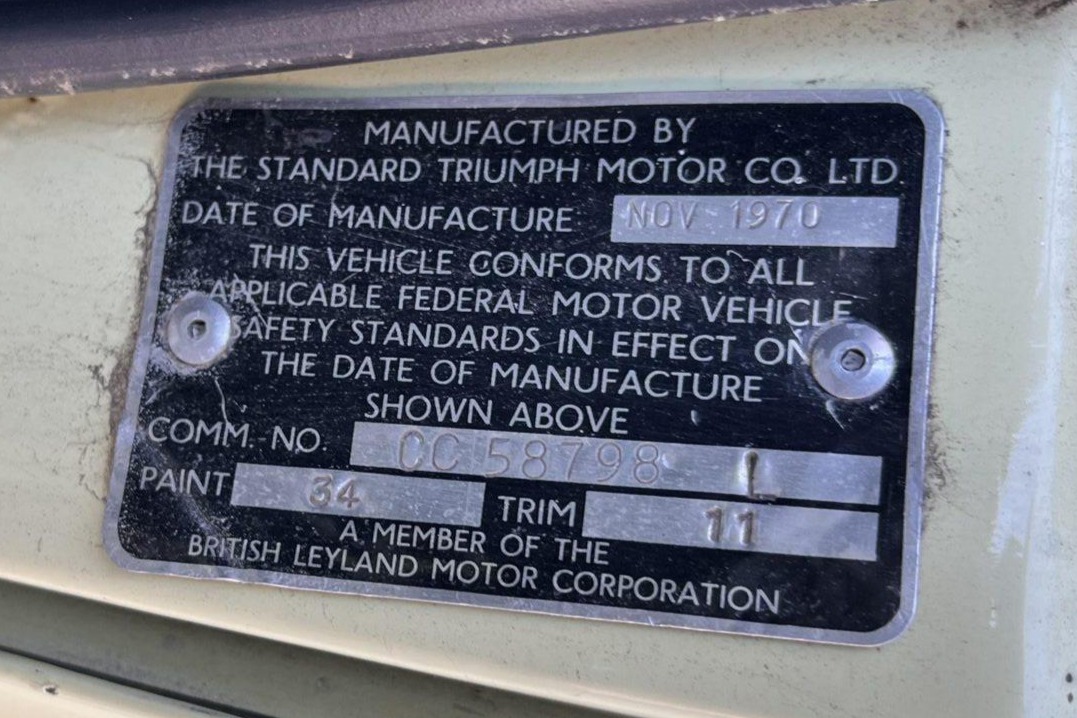 MANUFACTURED BY
THE STANDARD TRIUMPH MOTOR CO. LTD
DATE OF MANUFACTURE NOV 1970
THIS VEHICLE CONFORMS TO ALL
APPLICABLE FEDERAL MOTOR VEHICLE
SAFETY STANDARDS IN EFFECT ON
THE DATE OF MANUFACTURE
SHOWN ABOVE
COMM. NO. CC 58798 L
PAINT 34 TRIM 11
A MEMBER OF THE
BRITISH LEYLAND MOTOR CORPORATION